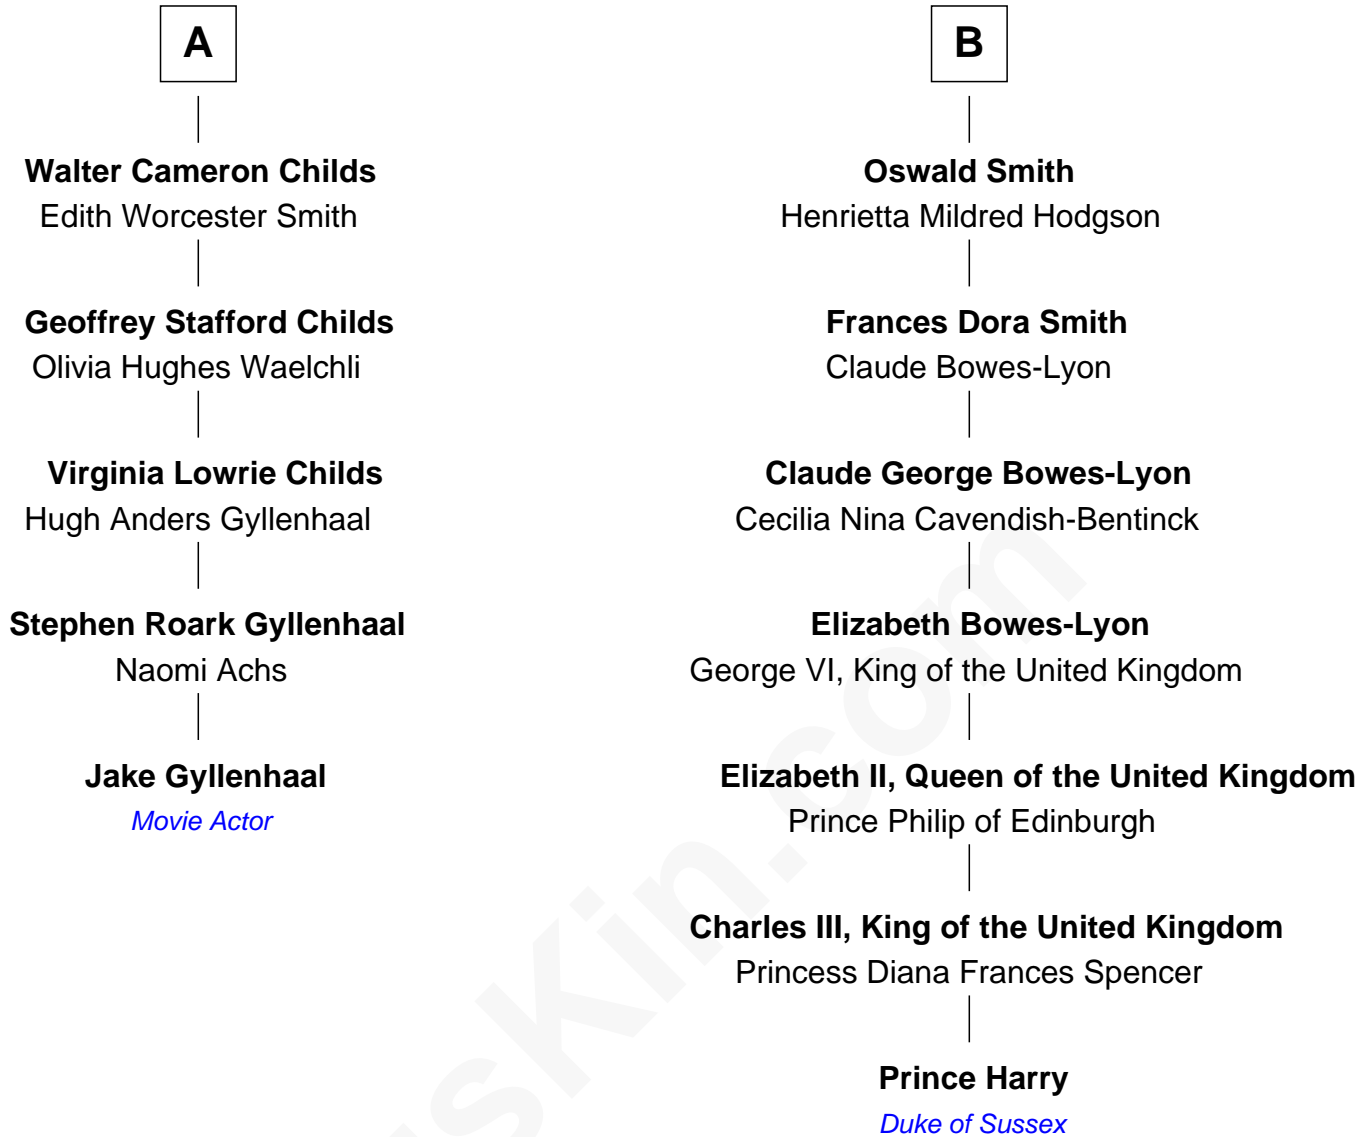 A
Walter Cameron Childs
Edith Worcester Smith
Geoffrey Stafford Childs
Olivia Hughes Waelchli
Virginia Lowrie Childs
Hugh Anders Gyllenhaal
Stephen Roark Gyllenhaal
Naomi Achs
Jake Gyllenhaal
Movie Actor
B
Oswald Smith
Henrietta Mildred Hodgson
Frances Dora Smith
Claude Bowes-Lyon
Claude George Bowes-Lyon
Cecilia Nina Cavendish-Bentinck
Elizabeth Bowes-Lyon
George VI, King of the United Kingdom
Elizabeth II, Queen of the United Kingdom
Prince Philip of Edinburgh
Charles III, King of the United Kingdom
Princess Diana Frances Spencer
Prince Harry
Duke of Sussex
sKin.com